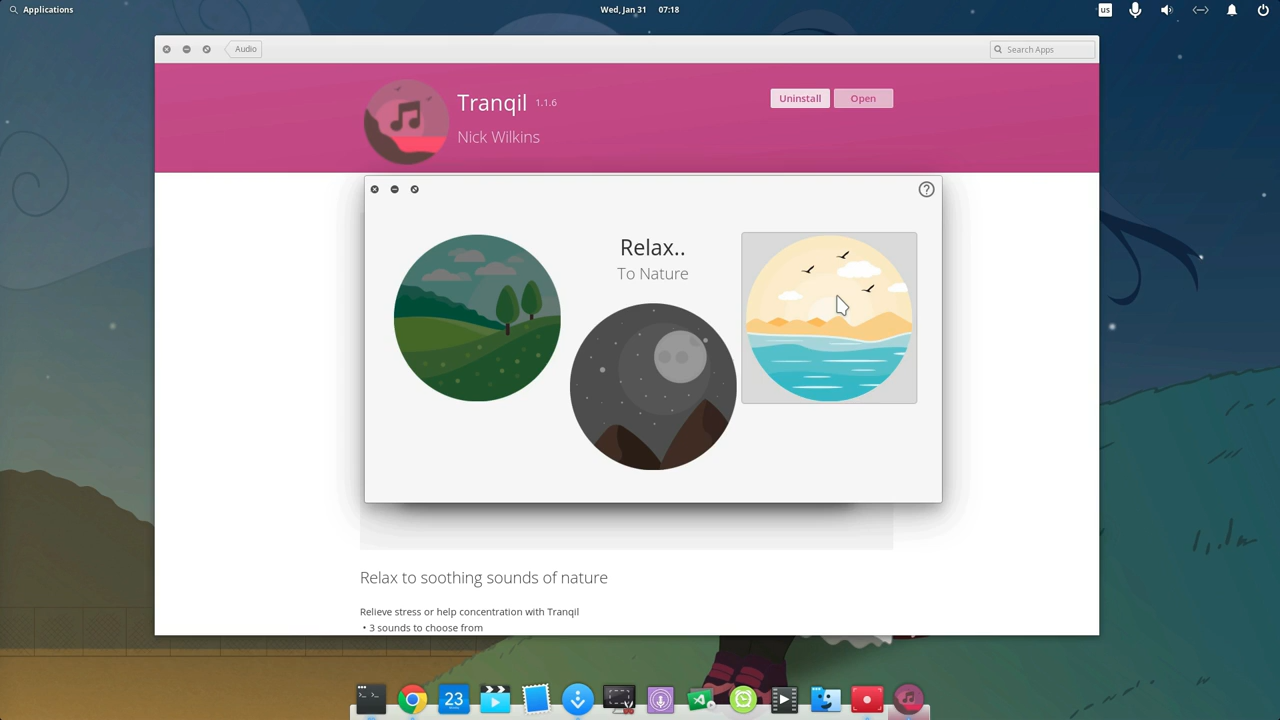 Applications
Wed, Jan 31 07:18
us
Audio
Search Apps
Tranqil 1.1.6
Uninstall
Open
Nick Wilkins
Relax..
To Nature
Relax to soothing sounds of nature
Relieve stress or help concentration with Tranqil
• 3 sounds to choose from
23